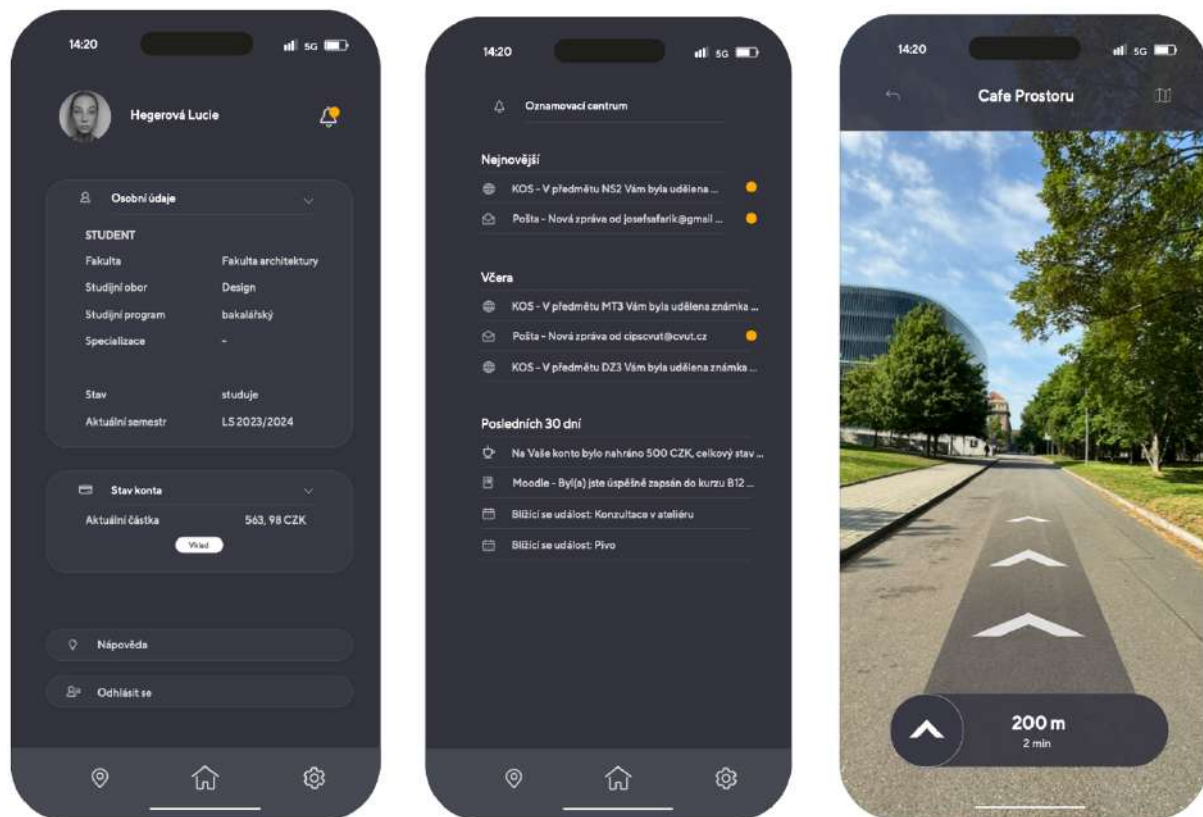 14:20
5G
Hegerová Lucie
Osobní údaje
STUDENT
Fakulta Fakulta architektury
Studijní obor Design
Studijní program bakalářský
Specializace -
Stav studuje
Aktuální semestr LS 2023/2024
Stav konta
Aktuální částka 563, 98 CZK
Vklad
Nápověda
Odhlásit se
14:20
5G
Oznamovací centrum
Nejnovější
KOS - V předmětu NS2 Vám byla udělena ...
Pošta - Nová zpráva od josefsafarik@gmail ...
Včera
KOS - V předmětu MT3 Vám byla udělena známka ...
Pošta - Nová zpráva od cipscvut@cvut.cz
KOS - V předmětu DZ3 Vám byla udělena známka ...
Posledních 30 dní
Na Vaše konto bylo nahráno 500 CZK, celkový stav ...
Moodle - Byl(a) jste úspěšně zapsán do kurzu B12 ...
Blížící se událost: Konzultace v ateliéru
Blížící se událost: Pivo
14:20
5G
Cafe Prostoru
200 m
2 min